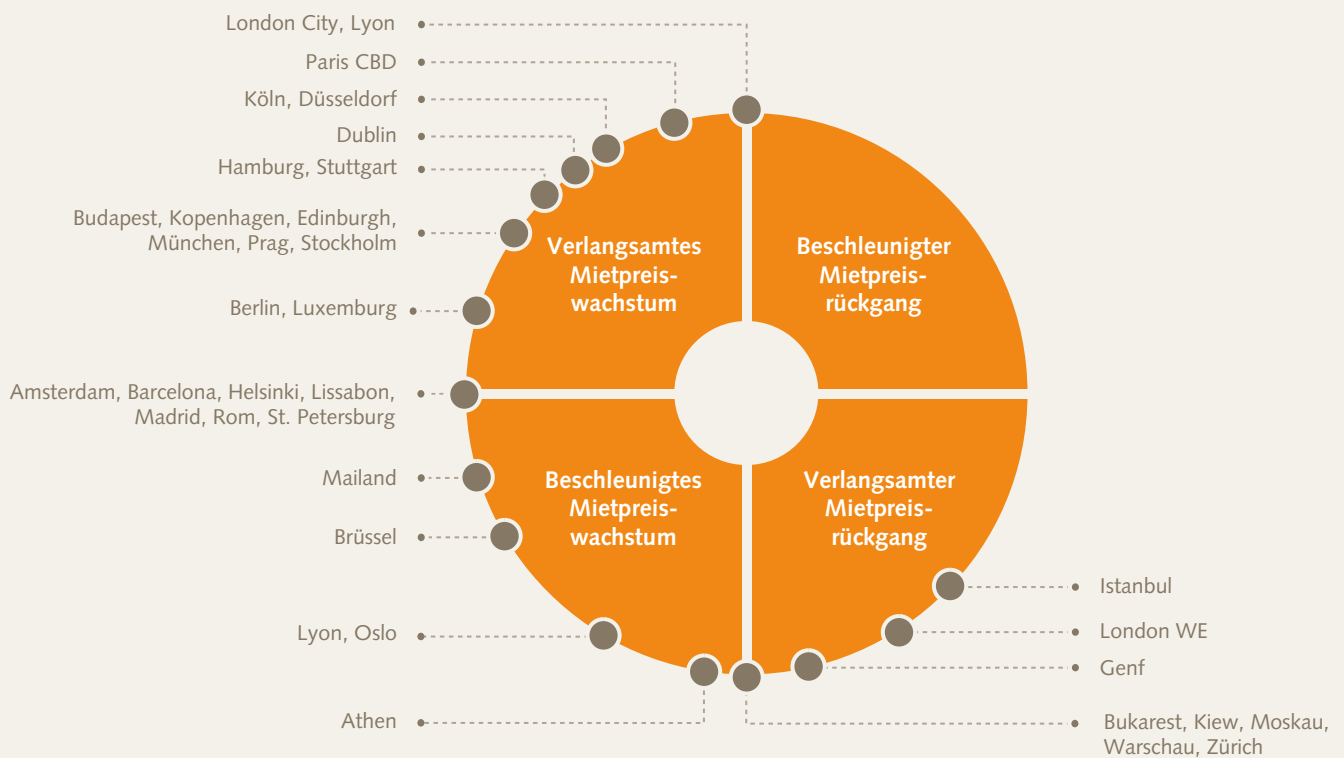 London City, Lyon
Paris CBD
Köln, Düsseldorf
Dublin
Hamburg, Stuttgart
Budapest, Kopenhagen, Edinburgh,
München, Prag, Stockholm
Berlin, Luxemburg
Amsterdam, Barcelona, Helsinki, Lissabon,
Madrid, Rom, St. Petersburg
Mailand
Brüssel
Lyon, Oslo
Athen
Verlangsamtes
Mietpreis-
wachstum
Beschleunigter
Mietpreis-
rückgang
Beschleunigtes
Mietpreis-
wachstum
Verlangsamter
Mietpreis-
rückgang
Istanbul
London WE
Genf
Bukarest, Kiew, Moskau,
Warschau, Zürich